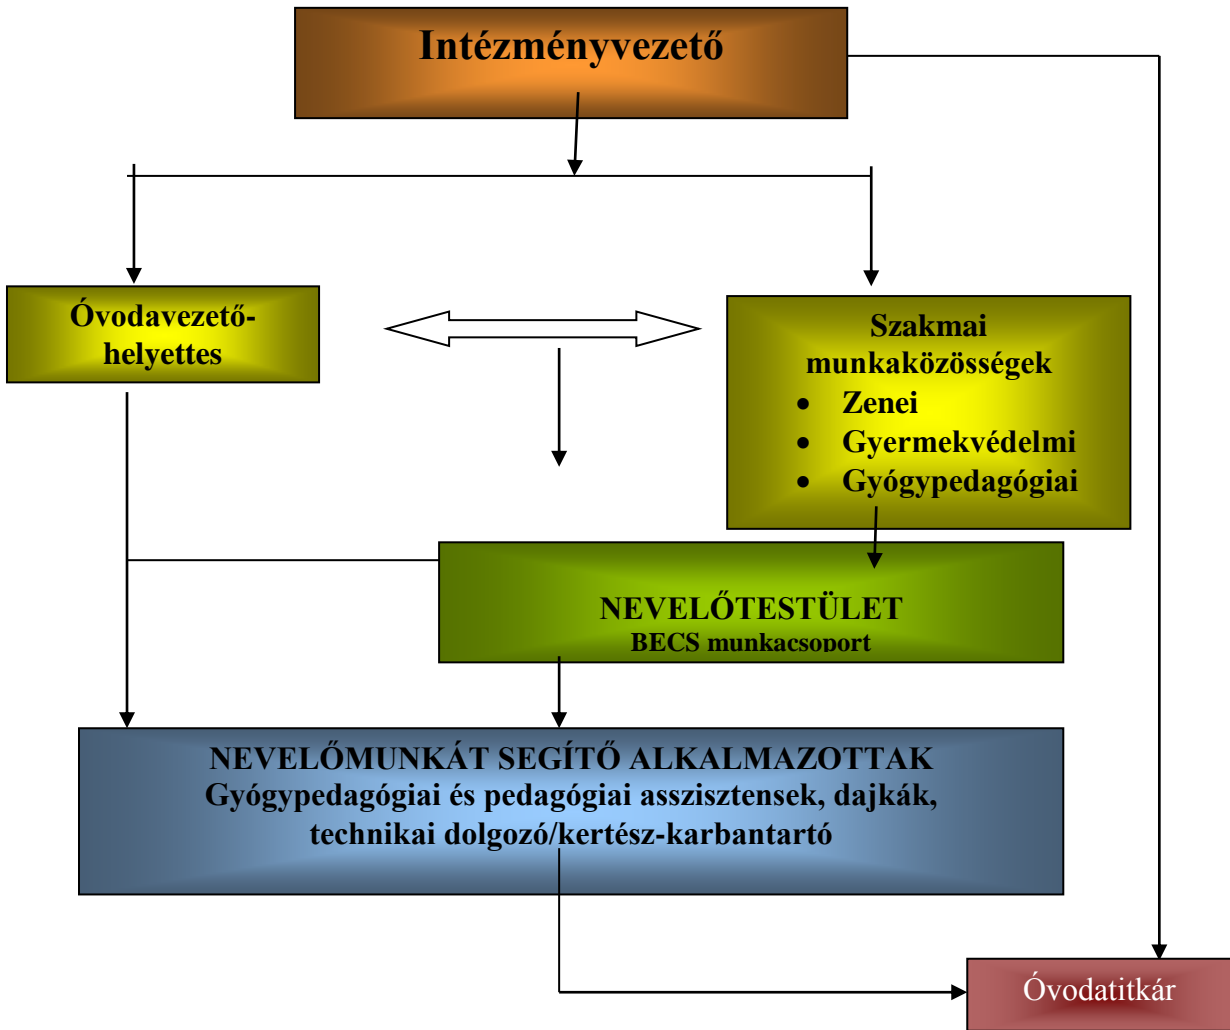 Intézményvezető
Óvodavezető-
helyettes
Szakmai
munkaközösségek
• Zenei
• Gyermekvédelmi
• Gyógypedagógiai
NEVELŐTESTÜLET
BECS munkacsoport
NEVELŐMUNKÁT SEGÍTŐ ALKALMAZOTTAK
Gyógypedagógiai és pedagógiai asszisztensek, dajkák,
technikai dolgozó/kertész-karbantartó
Óvodatitkár